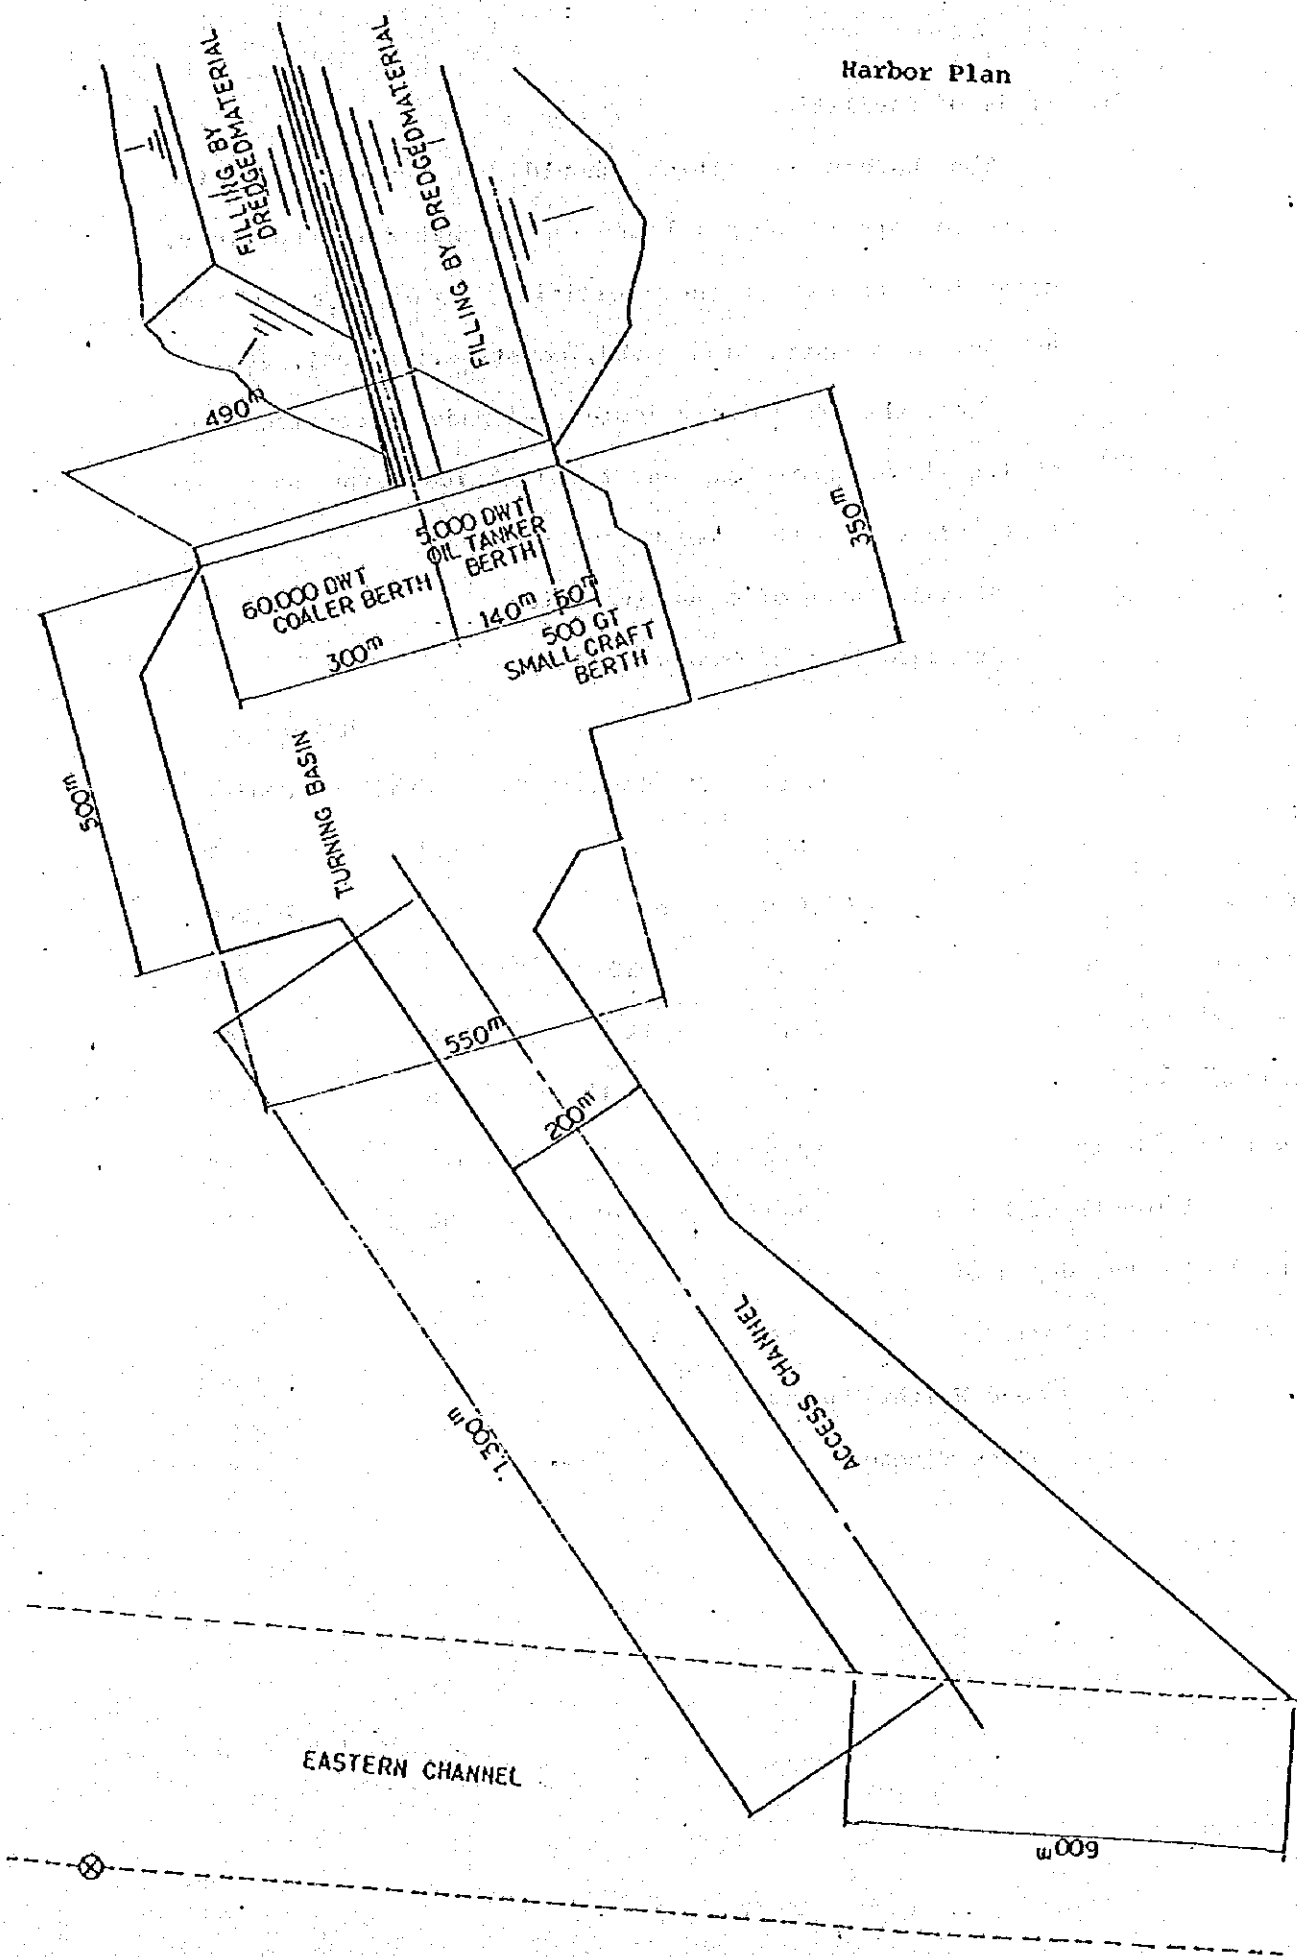 Harbor Plan
FILLING BY
DREDGEDMATERIAL
FILLING BY DREDGEDMATERIAL
490m
350m
60.000 DWT
COALER BERTH
5.000 DWT
OIL TANKER
BERTH
300m
140m
50m
500 GT
SMALL CRAFT
BERTH
500m
TURNING BASIN
550m
200m
ACCESS CHANNEL
1.300m
EASTERN CHANNEL
600m